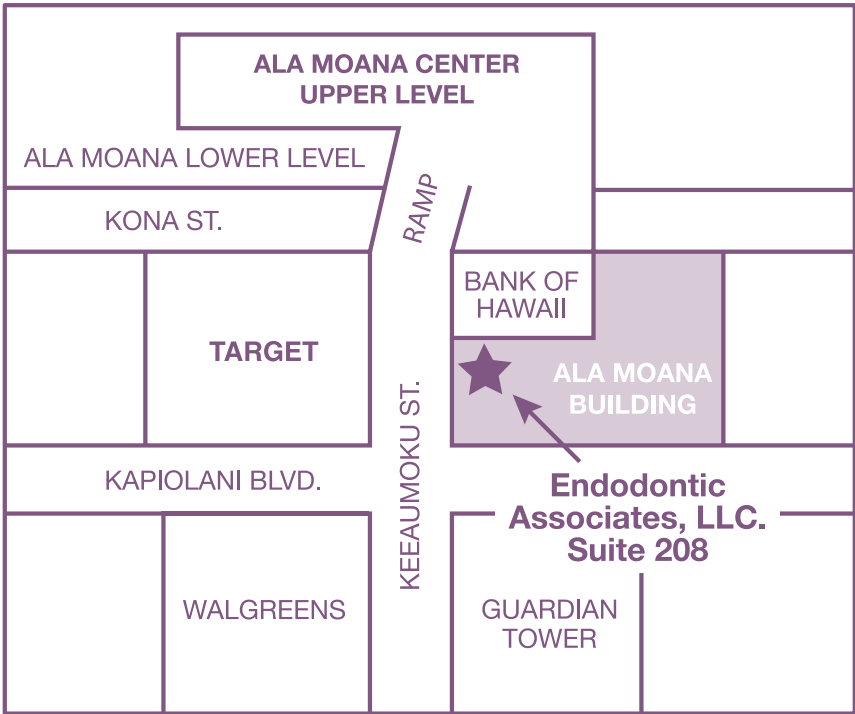 ALA MOANA CENTER
UPPER LEVEL
ALA MOANA LOWER LEVEL
KONA ST.
RAMP
BANK OF
HAWAII
TARGET
ALA MOANA
BUILDING
KEEAUMOKU ST.
KAPIOLANI BLVD.
Endodontic
Associates, LLC.
Suite 208
WALGREENS
GUARDIAN
TOWER